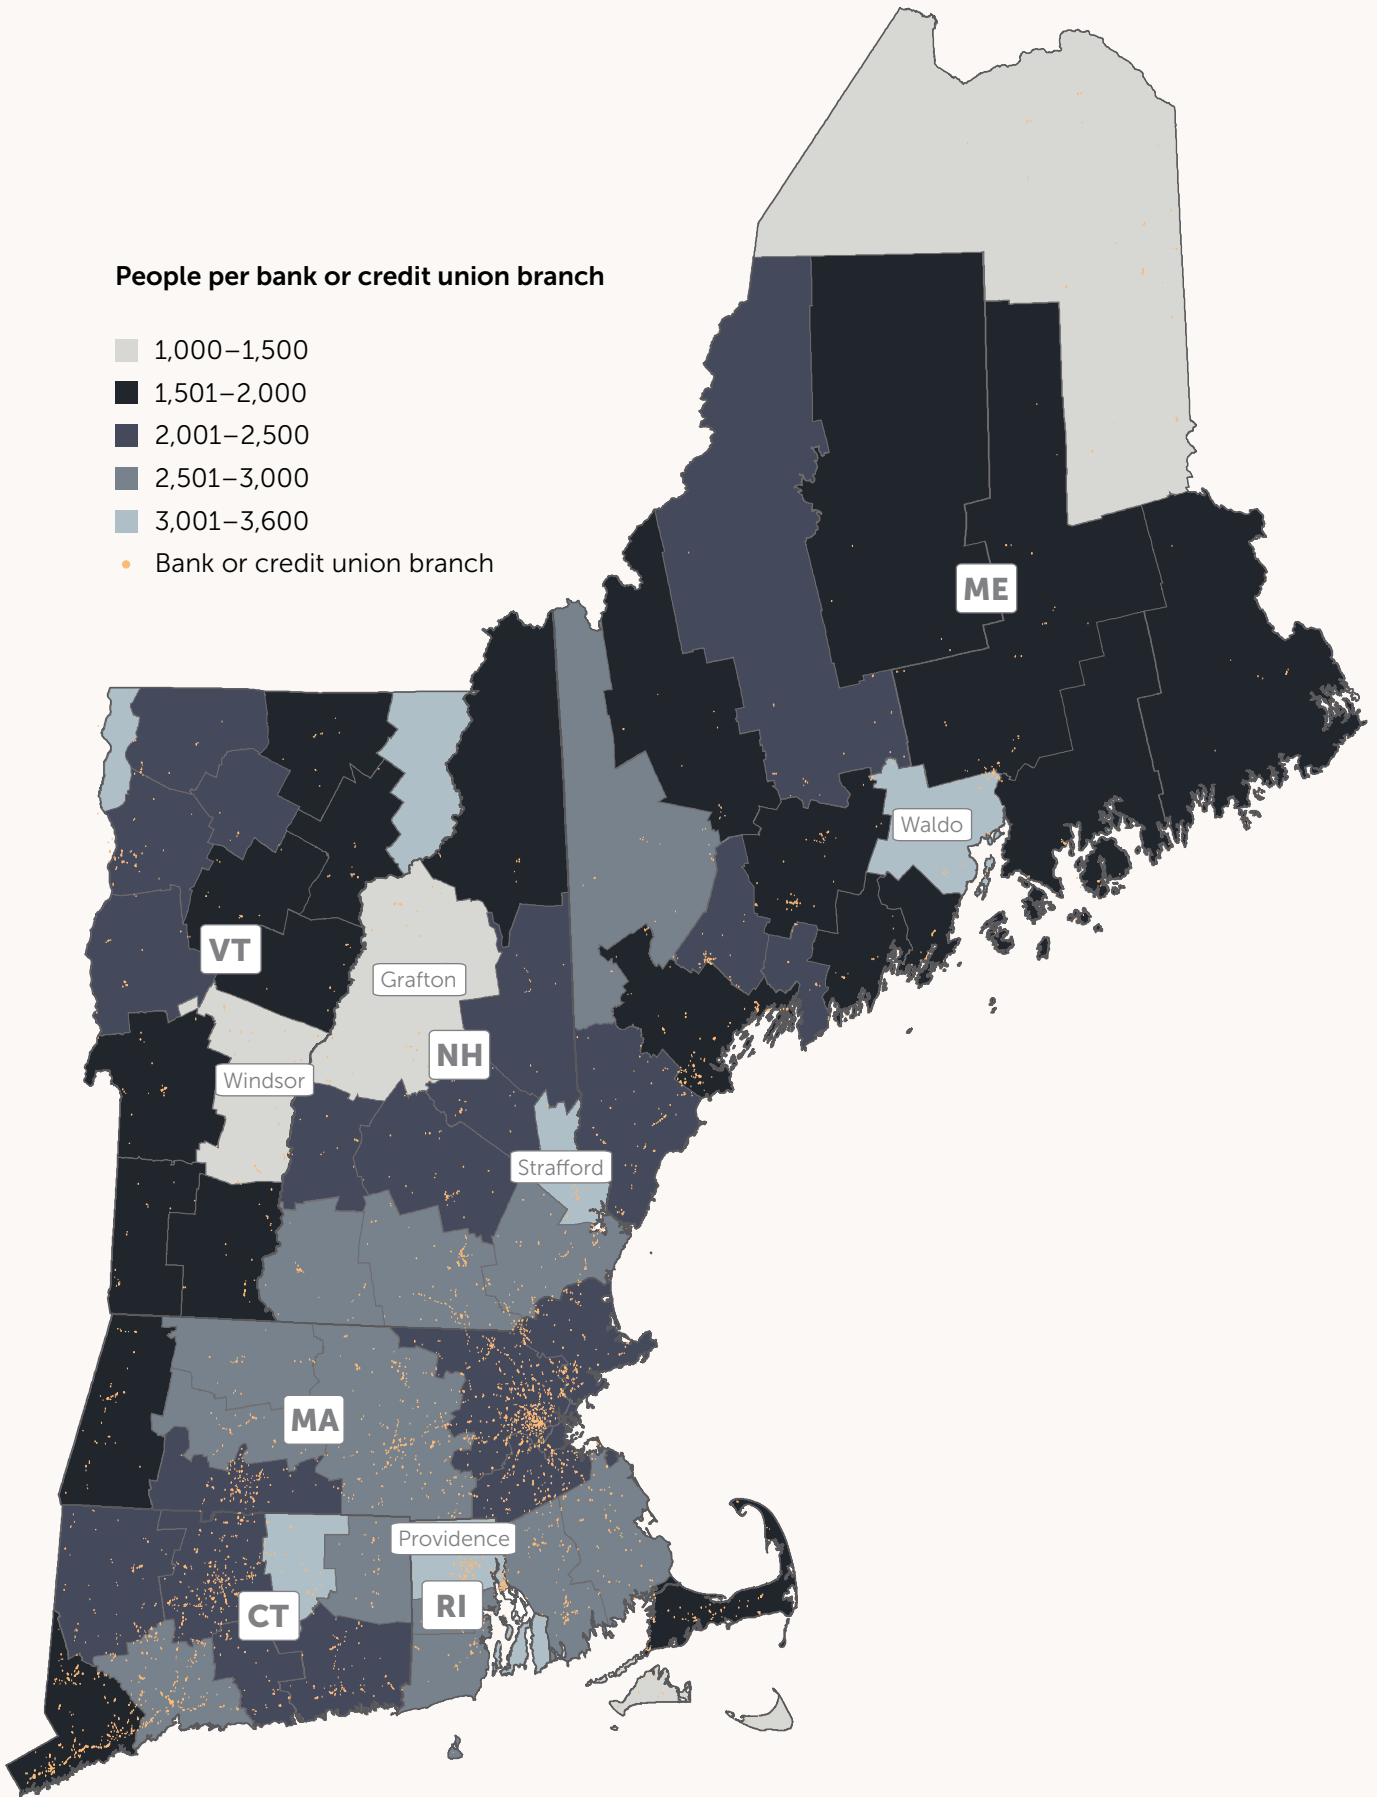 People per bank or credit union branch
1,000–1,500
1,501–2,000
2,001–2,500
2,501–3,000
3,001–3,600
Bank or credit union branch
ME
Waldo
VT
Grafton
NH
Windsor
Strafford
MA
Providence
RI
CT